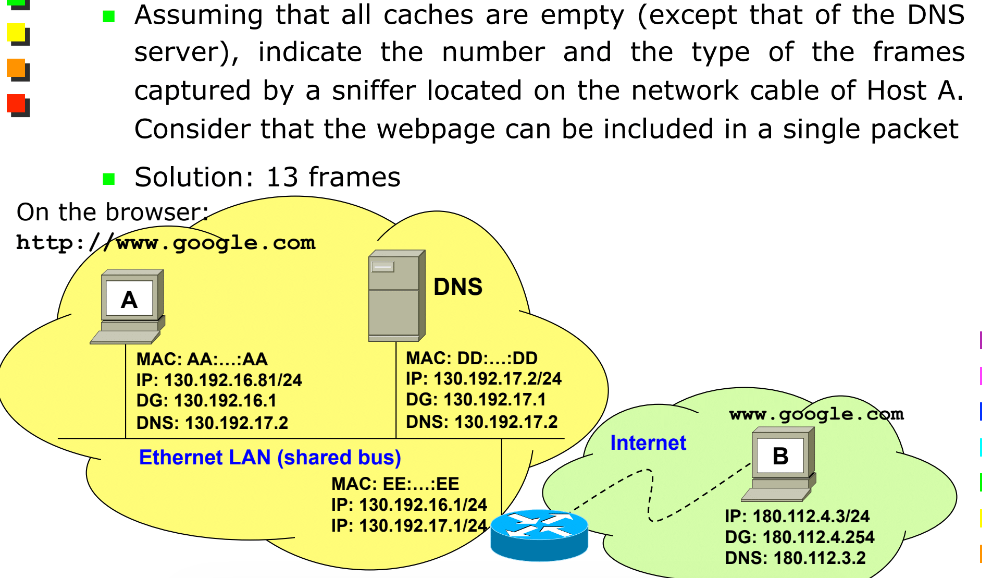 Assuming that all caches are empty (except that of the DNS
server), indicate the number and the type of the frames
captured by a sniffer located on the network cable of Host A.
Consider that the webpage can be included in a single packet
Solution: 13 frames
On the browser:
http://www.google.com
A
DNS
MAC: AA:...:AA
IP: 130.192.16.81/24
DG: 130.192.16.1
DNS: 130.192.17.2
MAC: DD:...:DD
IP: 130.192.17.2/24
DG: 130.192.17.1
DNS: 130.192.17.2
Ethernet LAN (shared bus)
MAC: EE:...:EE
IP: 130.192.16.1/24
IP: 130.192.17.1/24
Internet
www.google.com
B
IP: 180.112.4.3/24
DG: 180.112.4.254
DNS: 180.112.3.2